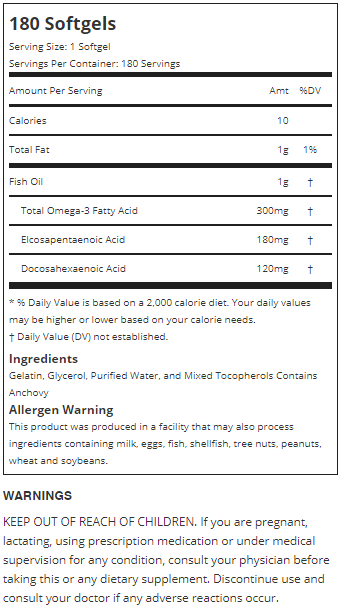 180 Softgels
Serving Size: 1 Softgel
Servings Per Container: 180 Servings
Amount Per Serving Amt %DV
Calories 10
Total Fat 1g 1%
Fish Oil 1g †
Total Omega-3 Fatty Acid 300mg †
Elcosapentaenoic Acid 180mg †
Docosahexaenoic Acid 120mg †
* % Daily Value is based on a 2,000 calorie diet. Your daily values
may be higher or lower based on your calorie needs.
† Daily Value (DV) not established.
Ingredients
Gelatin, Glycerol, Purified Water, and Mixed Tocopherols Contains
Anchovy
Allergen Warning
This product was produced in a facility that may also process
ingredients containing milk, eggs, fish, shellfish, tree nuts, peanuts,
wheat and soybeans.
WARNINGS
KEEP OUT OF REACH OF CHILDREN. If you are pregnant,
lactating, using prescription medication or under medical
supervision for any condition, consult your physician before
taking this or any dietary supplement. Discontinue use and
consult your doctor if any adverse reactions occur.